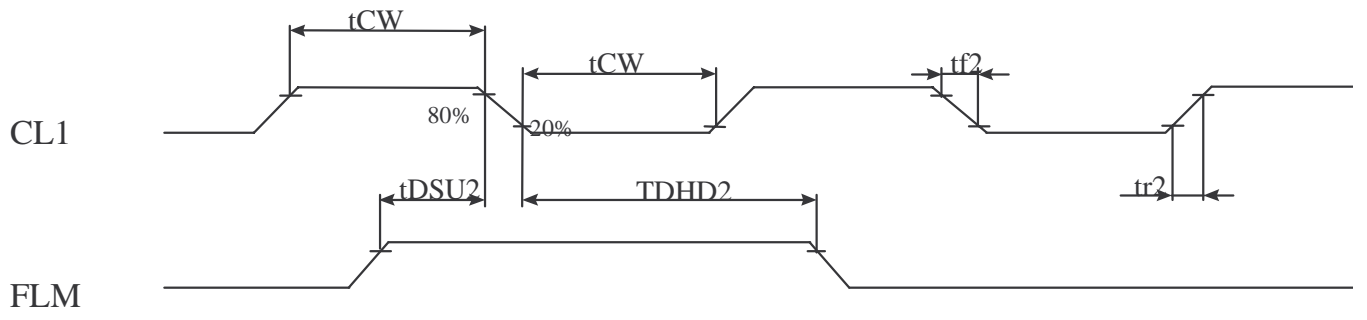 tCW
tCW
tf2
CL1
80%
20%
tDSU2
TDHD2
tr2
FLM